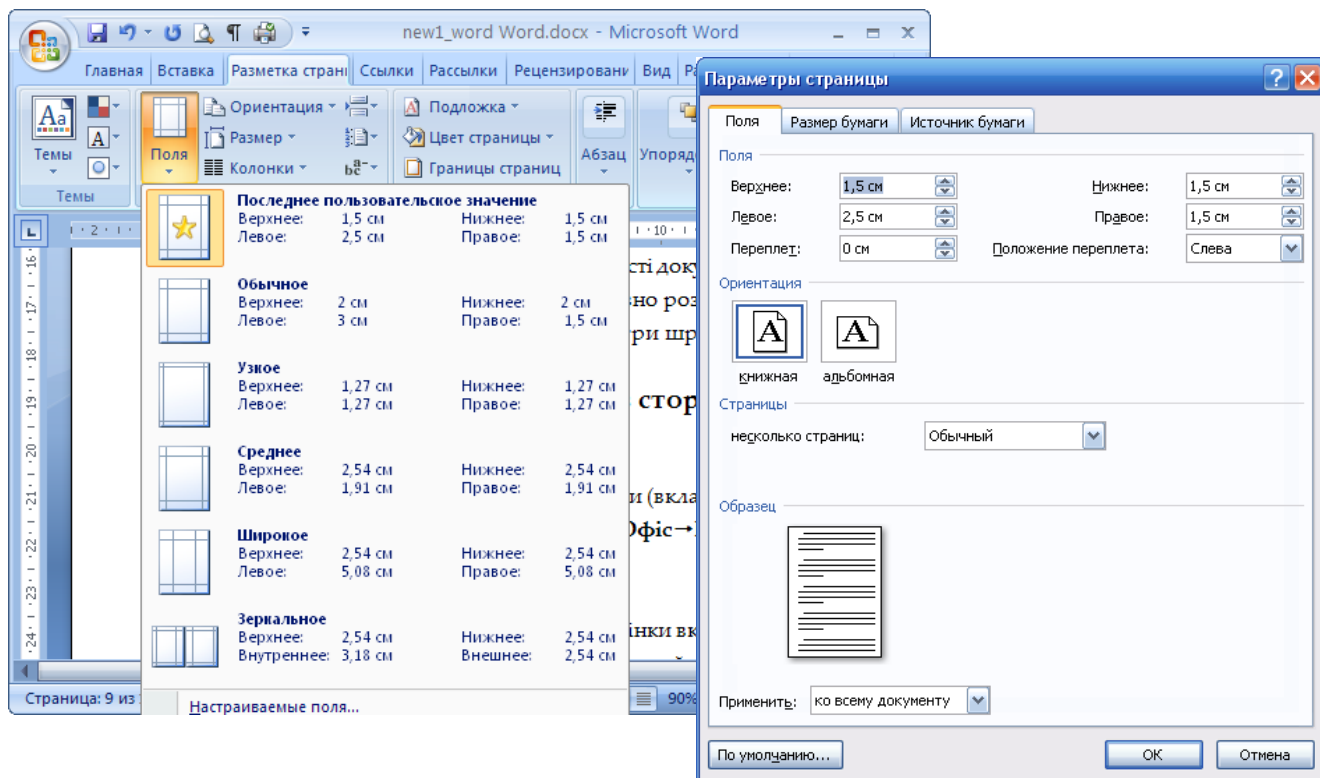 new1_word Word.docx - Microsoft Word
Главная Вставка Разметка страни Ссылки Рассылки Рецензировани Вид
Aa
Темы
A
Поля
Ориентация
Размер
Колонки
Подложка
Цвет страницы
Границы страниц
Абзац
Упоряд
Темы
Последнее пользовательское значение
Верхнее: 1,5 см Нижнее: 1,5 см
Левое: 2,5 см Правое: 1,5 см
Обычное
Верхнее: 2 см Нижнее: 2 см
Левое: 3 см Правое: 1,5 см
Узкое
Верхнее: 1,27 см Нижнее: 1,27 см
Левое: 1,27 см Правое: 1,27 см
Среднее
Верхнее: 2,54 см Нижнее: 2,54 см
Левое: 1,91 см Правое: 1,91 см
Широкое
Верхнее: 2,54 см Нижнее: 2,54 см
Левое: 5,08 см Правое: 5,08 см
Зеркальное
Верхнее: 2,54 см Нижнее: 2,54 см
Внутреннее: 3,18 см Внешнее: 2,54 см
Настраиваемые поля...
Страница: 9 из
90%
Параметры страницы
Поля Размер бумаги Источник бумаги
Поля
Верхнее: 1,5 см Нижнее: 1,5 см
Левое: 2,5 см Правое: 1,5 см
Переплет: 0 см Положение переплета: Слева
Ориентация
A A
книжная альбомная
Страницы
несколько страниц: Обычный
Образец
Применить: ко всему документу
По умолчанию... ОК Отмена